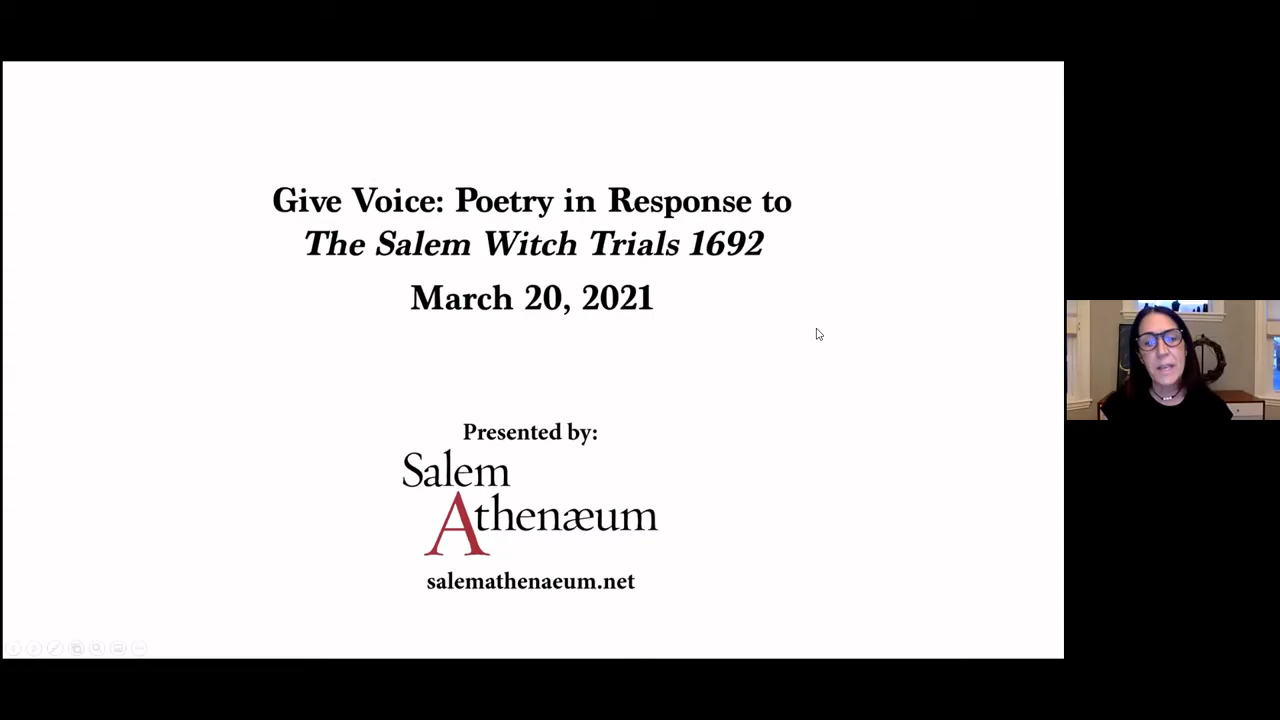 Give Voice: Poetry in Response to
The Salem Witch Trials 1692
March 20, 2021
Presented by:
Salem
Athenæum
salemathenaeum.net